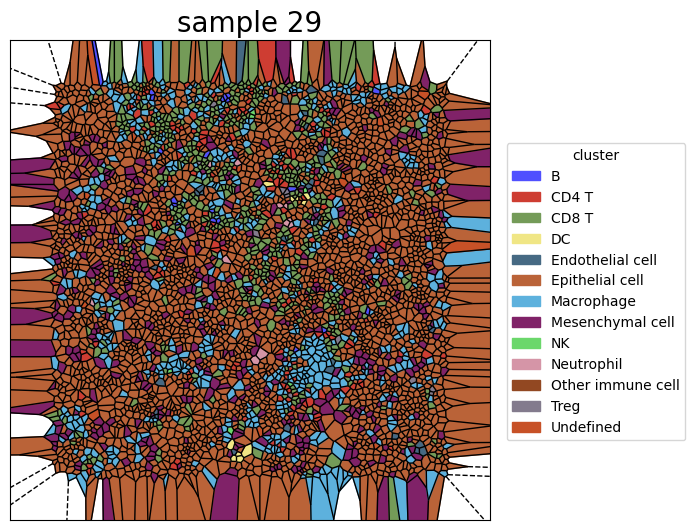 sample 29
cluster
B
CD4 T
CD8 T
DC
Endothelial cell
Epithelial cell
Macrophage
Mesenchymal cell
NK
Neutrophil
Other immune cell
Treg
Undefined